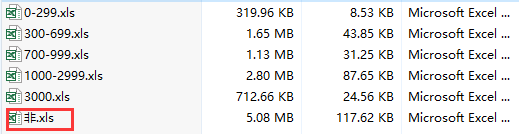 0-299.xls 319.96 KB 8.53 KB Microsoft Excel ...
300-699.xls 1.65 MB 43.85 KB Microsoft Excel ...
700-999.xls 1.13 MB 31.25 KB Microsoft Excel ...
1000-2999.xls 2.80 MB 87.65 KB Microsoft Excel ...
3000.xls 712.66 KB 24.56 KB Microsoft Excel ...
非.xls 5.08 MB 117.62 KB Microsoft Excel ...